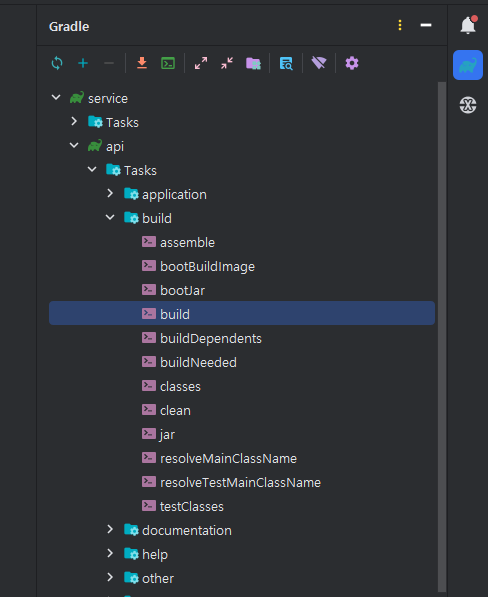 Gradle
service
Tasks
api
Tasks
application
build
assemble
bootBuildImage
bootJar
build
buildDependents
buildNeeded
classes
clean
jar
resolveMainClassName
resolveTestMainClassName
testClasses
documentation
help
other